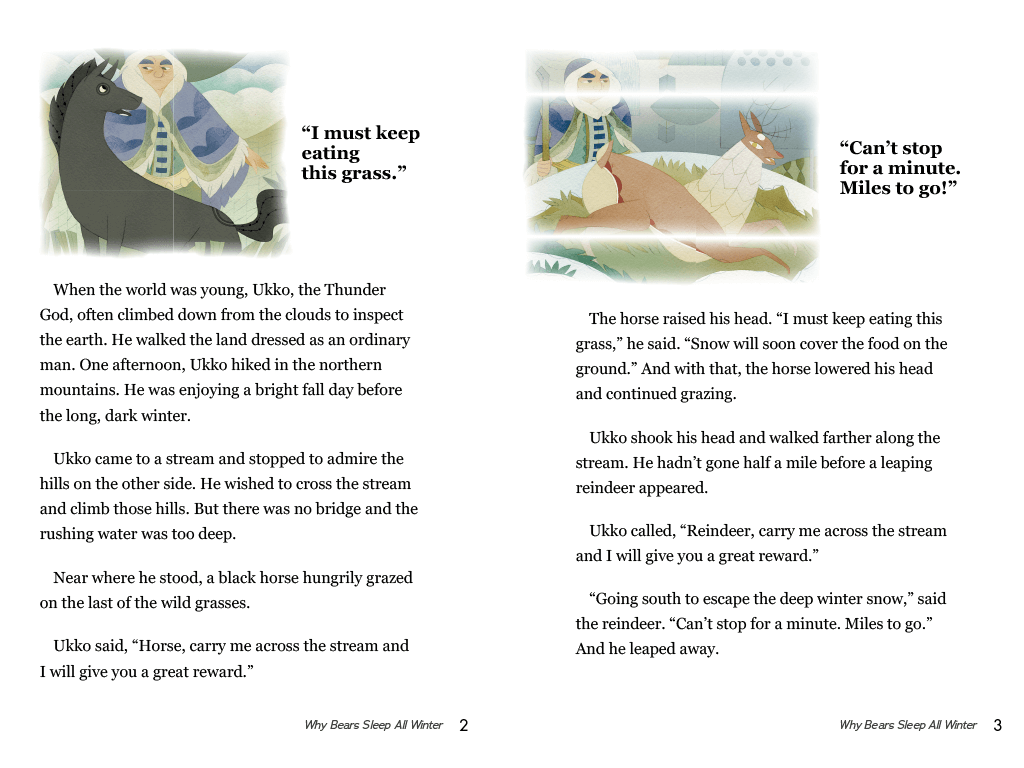 “I must keep
eating
this grass.”
When the world was young, Ukko, the Thunder
God, often climbed down from the clouds to inspect
the earth. He walked the land dressed as an ordinary
man. One afternoon, Ukko hiked in the northern
mountains. He was enjoying a bright fall day before
the long, dark winter.
Ukko came to a stream and stopped to admire the
hills on the other side. He wished to cross the stream
and climb those hills. But there was no bridge and the
rushing water was too deep.
Near where he stood, a black horse hungrily grazed
on the last of the wild grasses.
Ukko said, “Horse, carry me across the stream and
I will give you a great reward.”
Why Bears Sleep All Winter 2
“Can’t stop
for a minute.
Miles to go!”
The horse raised his head. “I must keep eating this
grass,” he said. “Snow will soon cover the food on the
ground.” And with that, the horse lowered his head
and continued grazing.
Ukko shook his head and walked farther along the
stream. He hadn’t gone half a mile before a leaping
reindeer appeared.
Ukko called, “Reindeer, carry me across the stream
and I will give you a great reward.”
“Going south to escape the deep winter snow,” said
the reindeer. “Can’t stop for a minute. Miles to go.”
And he leaped away.
Why Bears Sleep All Winter 3